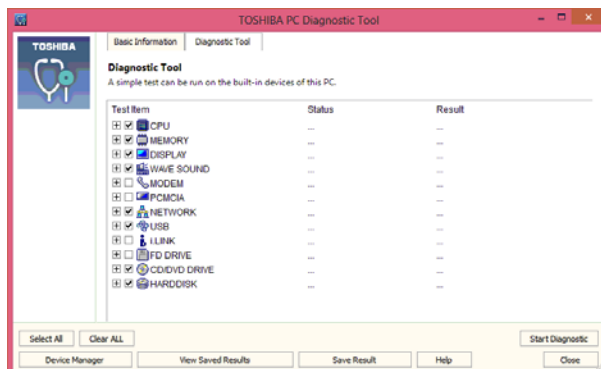 TOSHIBA PC Diagnostic Tool
TOSHIBA
Basic Information Diagnostic Tool
Diagnostic Tool
A simple test can be run on the built-in devices of this PC.
Test Item Status Result
CPU ... ...
MEMORY ... ...
DISPLAY ... ...
WAVE SOUND ... ...
MODEM ... ...
PCMCIA ... ...
NETWORK ... ...
USB ... ...
i.LINK ... ...
FD DRIVE ... ...
CD/DVD DRIVE ... ...
HARDDISK ... ...
Select All Clear ALL Start Diagnostic
Device Manager View Saved Results Save Result Help Close